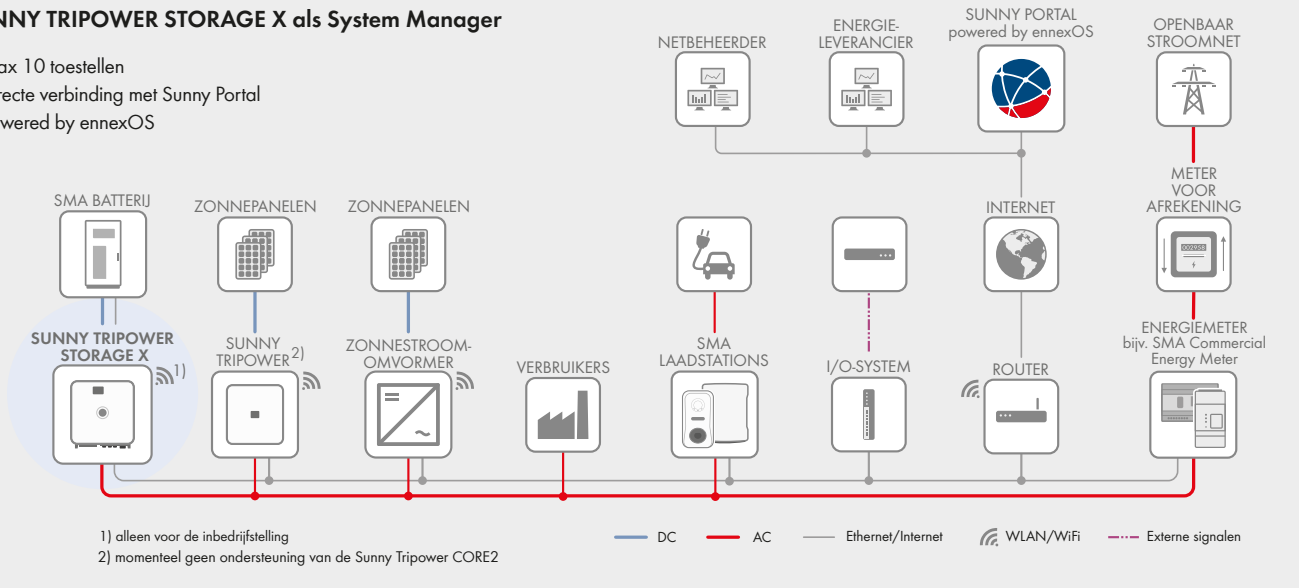 NNY TRIPOWER STORAGE X als System Manager
ax 10 toestellen
recte verbinding met Sunny Portal
wered by ennexOS
NETBEHEERDER
ENERGIE-
LEVERANCIER
SUNNY PORTAL
powered by ennexOS
OPENBAAR
STROOMNET
SMA BATTERIJ
ZONNEPANELEN
ZONNEPANELEN
INTERNET
METER
VOOR
AFREKENING
SUNNY TRIPOWER
STORAGE X
1)
SUNNY
TRIPOWER 2)
ZONNESTROOM-
OMVORMER
VERBRUIKERS
SMA
LAADSTATIONS
I/O-SYSTEM
ROUTER
ENERGIEMETER
bijv. SMA Commercial
Energy Meter
1) alleen voor de inbedrijfstelling
2) momenteel geen ondersteuning van de Sunny Tripower CORE2
DC
AC
Ethernet/Internet
WLAN/WiFi
Externe signalen